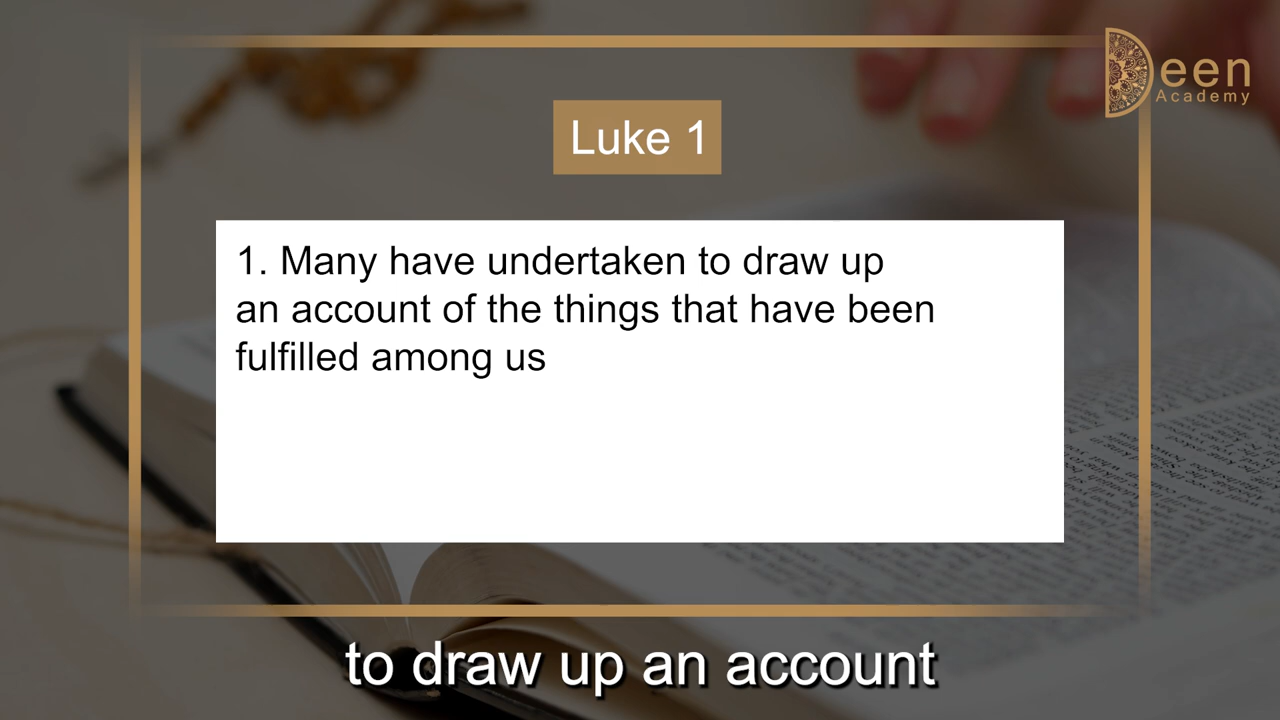 Deen
Academy
Luke 1
1. Many have undertaken to draw up
an account of the things that have been
fulfilled among us
to draw up an account